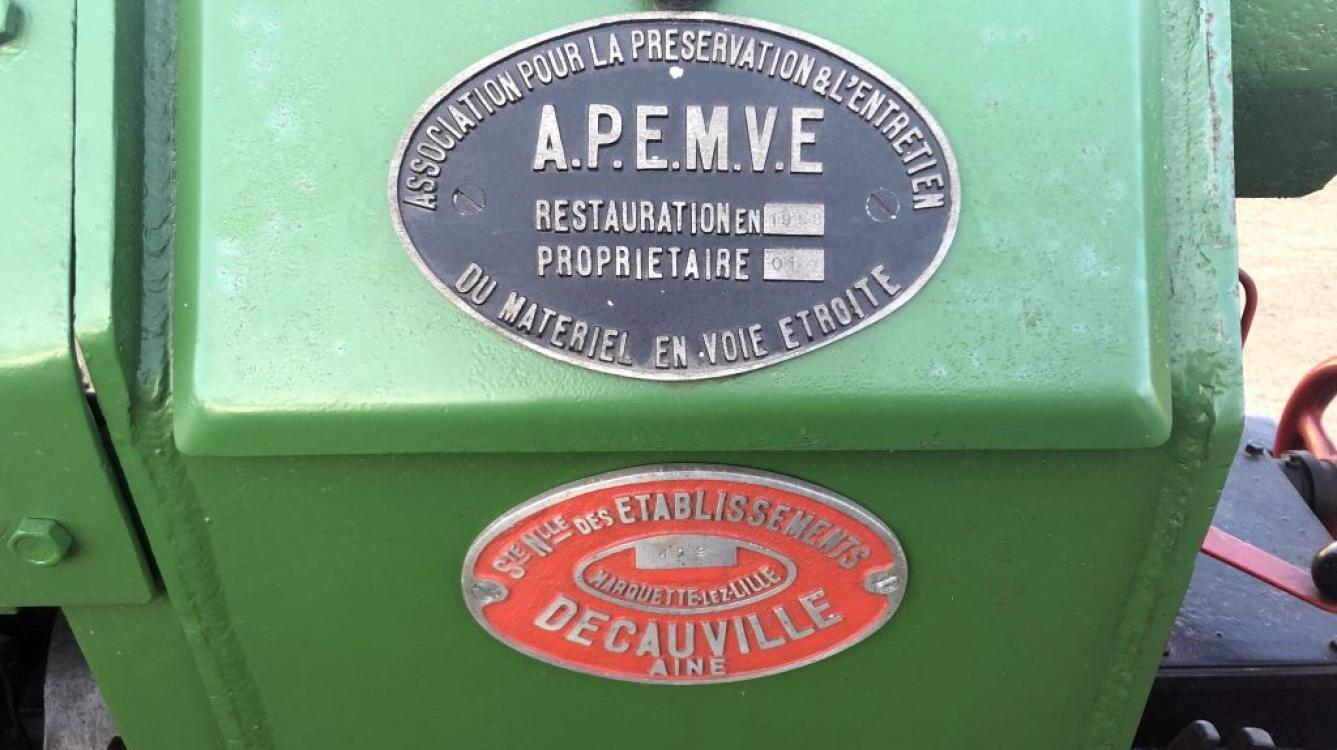 ASSOCIATION POUR LA PRESERVATION & L'ENTRETIEN
A.P.E.M.V.E
RESTAURATION EN
PROPRIETAIRE
DU MATERIEL EN VOIE ETROITE
STE NLLE DES ETABLISSEMENTS
MARQUETTE-LEZ-LILLE
DECAUVILLE
AINE